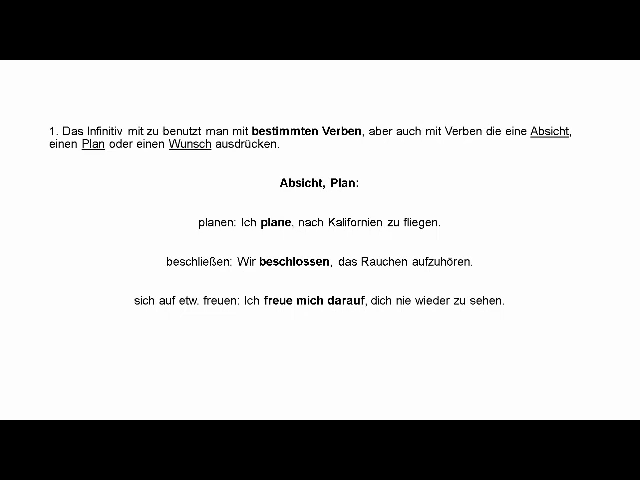 1. Das Infinitiv mit zu benutzt man mit bestimmten Verben, aber auch mit Verben die eine Absicht,
einen Plan oder einen Wunsch ausdrücken.
Absicht, Plan:
planen: Ich plane, nach Kalifornien zu fliegen.
beschließen: Wir beschlossen, das Rauchen aufzuhören.
sich auf etw. freuen: Ich freue mich darauf, dich nie wieder zu sehen.